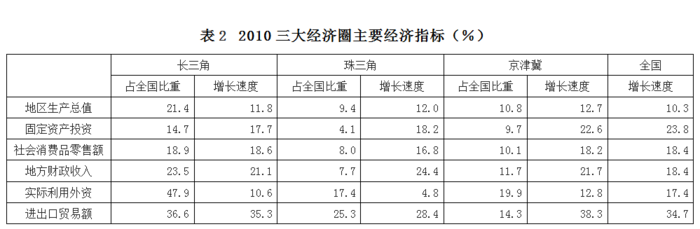 表2 2010三大经济圈主要经济指标（%）
长三角 珠三角 京津冀 全国
占全国比重 增长速度 占全国比重 增长速度 占全国比重 增长速度 增长速度
地区生产总值 21.4 11.8 9.4 12.0 10.8 12.7 10.3
固定资产投资 14.7 17.7 4.1 18.2 9.7 22.6 23.8
社会消费品零售额 18.9 18.6 8.0 16.8 10.1 18.2 18.4
地方财政收入 23.5 21.1 7.7 24.4 11.7 21.7 18.4
实际利用外资 47.9 10.6 17.4 4.8 19.9 12.8 17.4
进出口贸易额 36.6 35.3 25.3 28.4 14.3 38.3 34.7